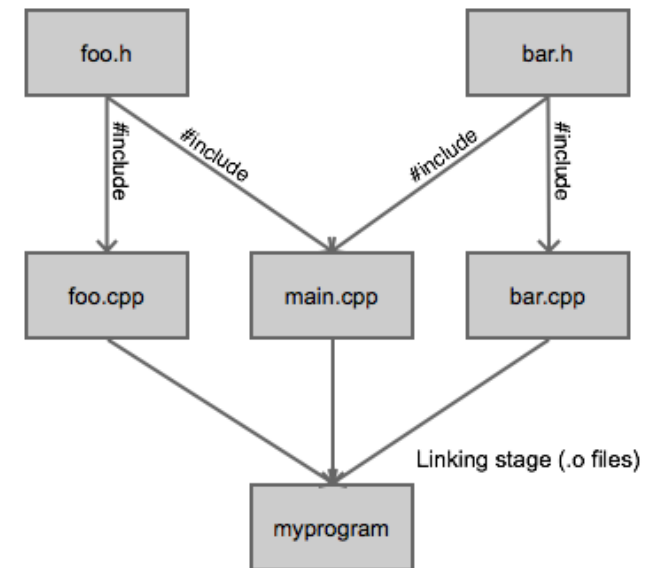 foo.h
bar.h
#include
#include
#include
#include
foo.cpp
main.cpp
bar.cpp
Linking stage (.o files)
myprogram